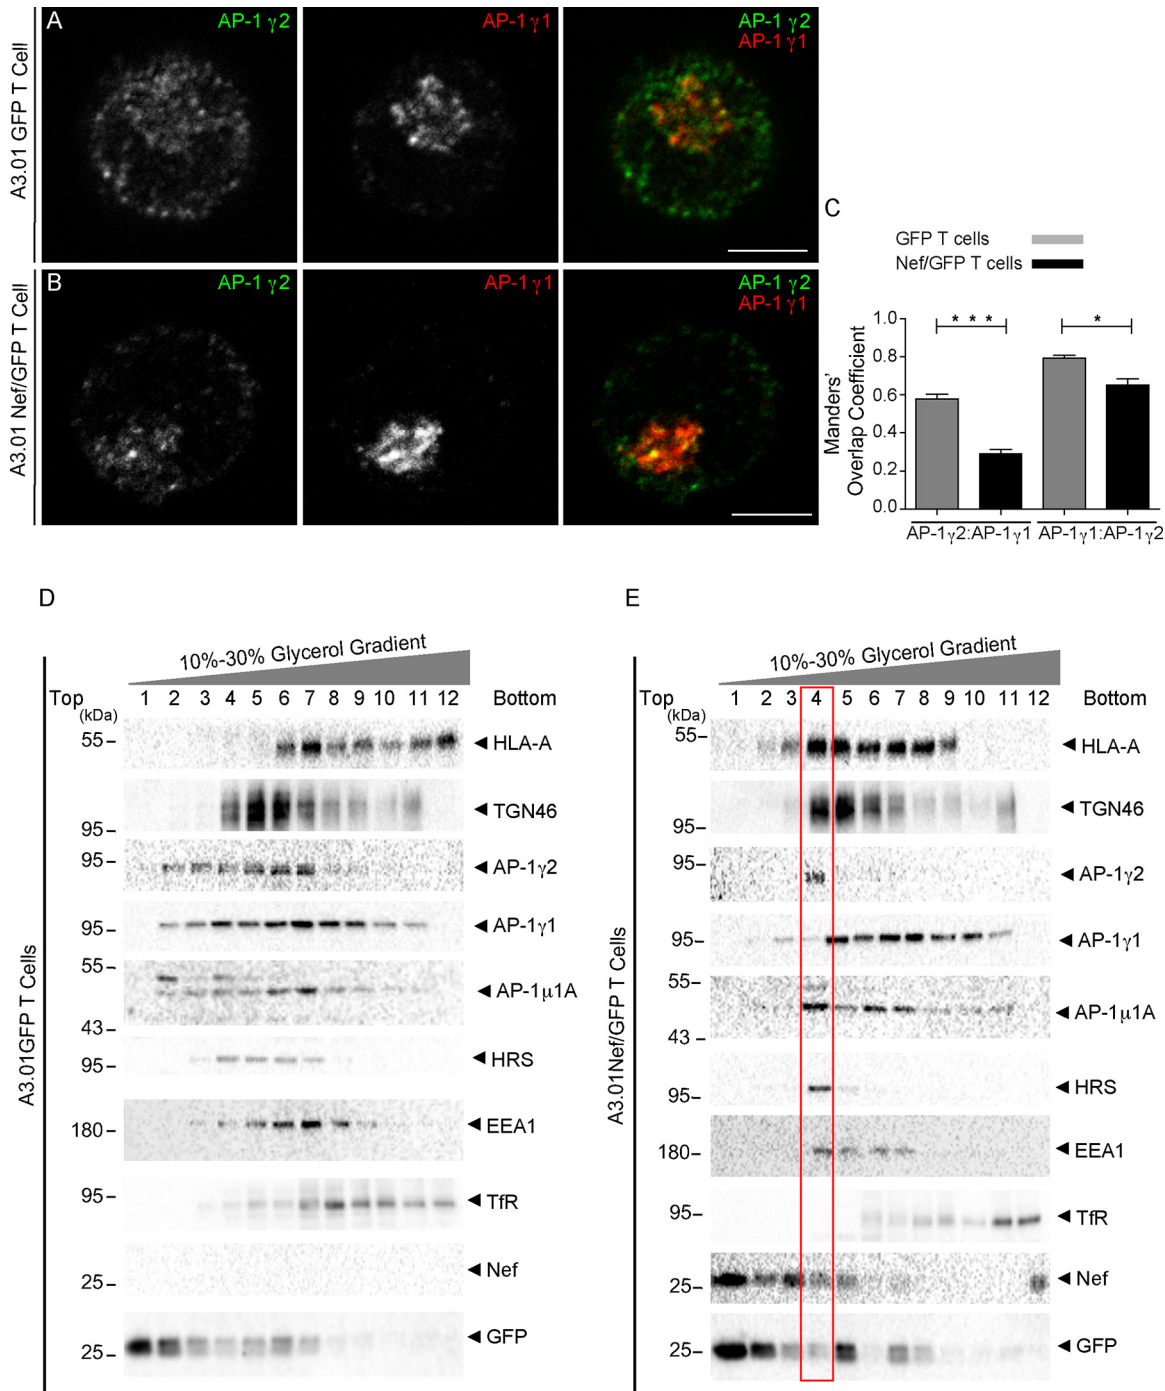 A
AP-1 γ2
AP-1 γ1
AP-1 γ2
AP-1 γ1
A3.01 GFP T Cell
B
AP-1 γ2
AP-1 γ1
AP-1 γ2
AP-1 γ1
A3.01 Nef/GFP T Cell
C
GFP T cells
Nef/GFP T cells
Manders'
Overlap Coefficient
1.0
0.8
0.6
0.4
0.2
0.0
* * *
*
AP-1γ2:AP-1γ1
AP-1γ1:AP-1γ2
D
10%-30% Glycerol Gradient
Top 1 2 3 4 5 6 7 8 9 10 11 12 Bottom
(kDa)
55
HLA-A
TGN46
95
95
AP-1γ2
95
AP-1γ1
55
AP-1μ1A
43
HRS
95
180
EEA1
95
TfR
Nef
25
GFP
25
A3.01GFP T Cells
E
10%-30% Glycerol Gradient
Top 1 2 3 4 5 6 7 8 9 10 11 12 Bottom
(kDa)
55
HLA-A
TGN46
95
95
AP-1γ2
95
AP-1γ1
55
AP-1μ1A
43
HRS
95
180
EEA1
95
TfR
Nef
25
GFP
25
A3.01Nef/GFP T Cells